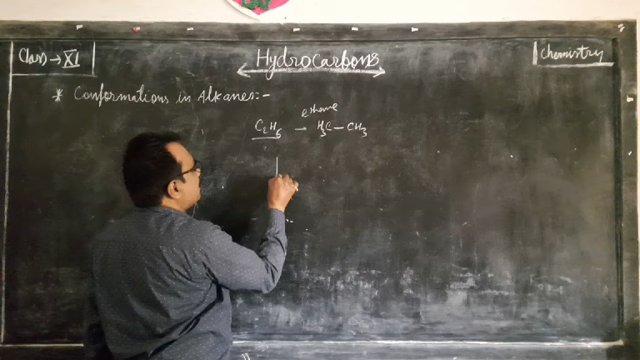 Class → XI
Hydrocarbons
Chemistry
* Conformations in Alkanes:-
ethane
C2H6 → H3C – CH3